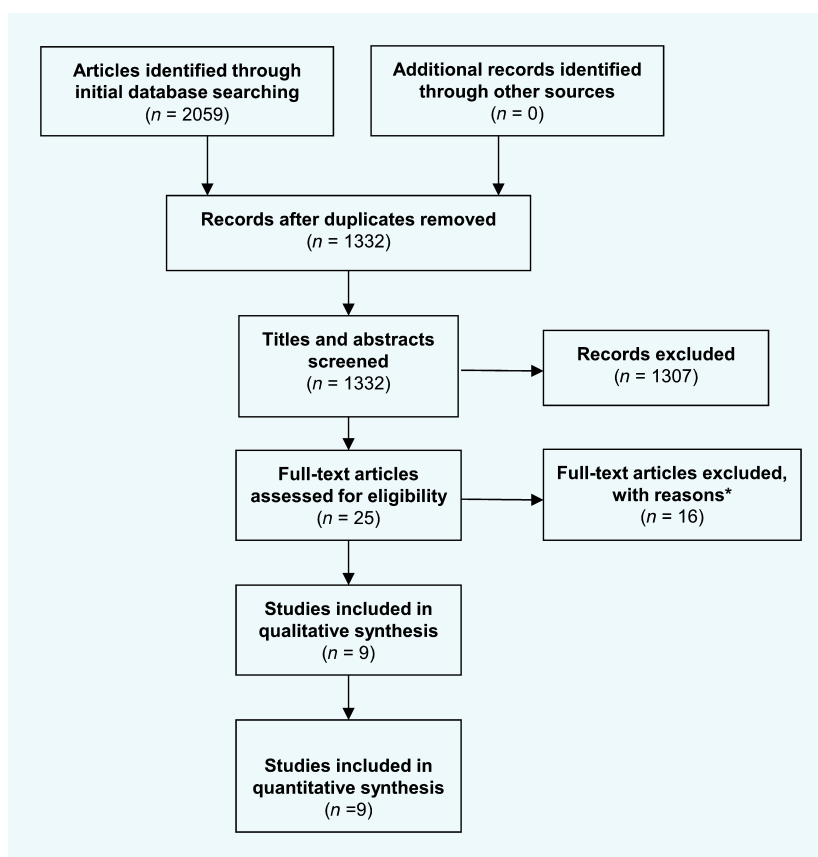 Articles identified through
initial database searching
(n = 2059)
Additional records identified
through other sources
(n = 0)
Records after duplicates removed
(n = 1332)
Titles and abstracts
screened
(n = 1332)
Records excluded
(n = 1307)
Full-text articles
assessed for eligibility
(n = 25)
Full-text articles excluded,
with reasons*
(n = 16)
Studies included in
qualitative synthesis
(n = 9)
Studies included in
quantitative synthesis
(n =9)